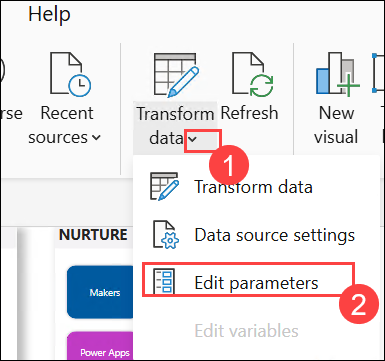 Help
Recent
sources
Transform
data
Refresh
New
visual
1
Transform data
NURTURE
Data source settings
Makers
Edit parameters
2
Power Apps
Edit variables